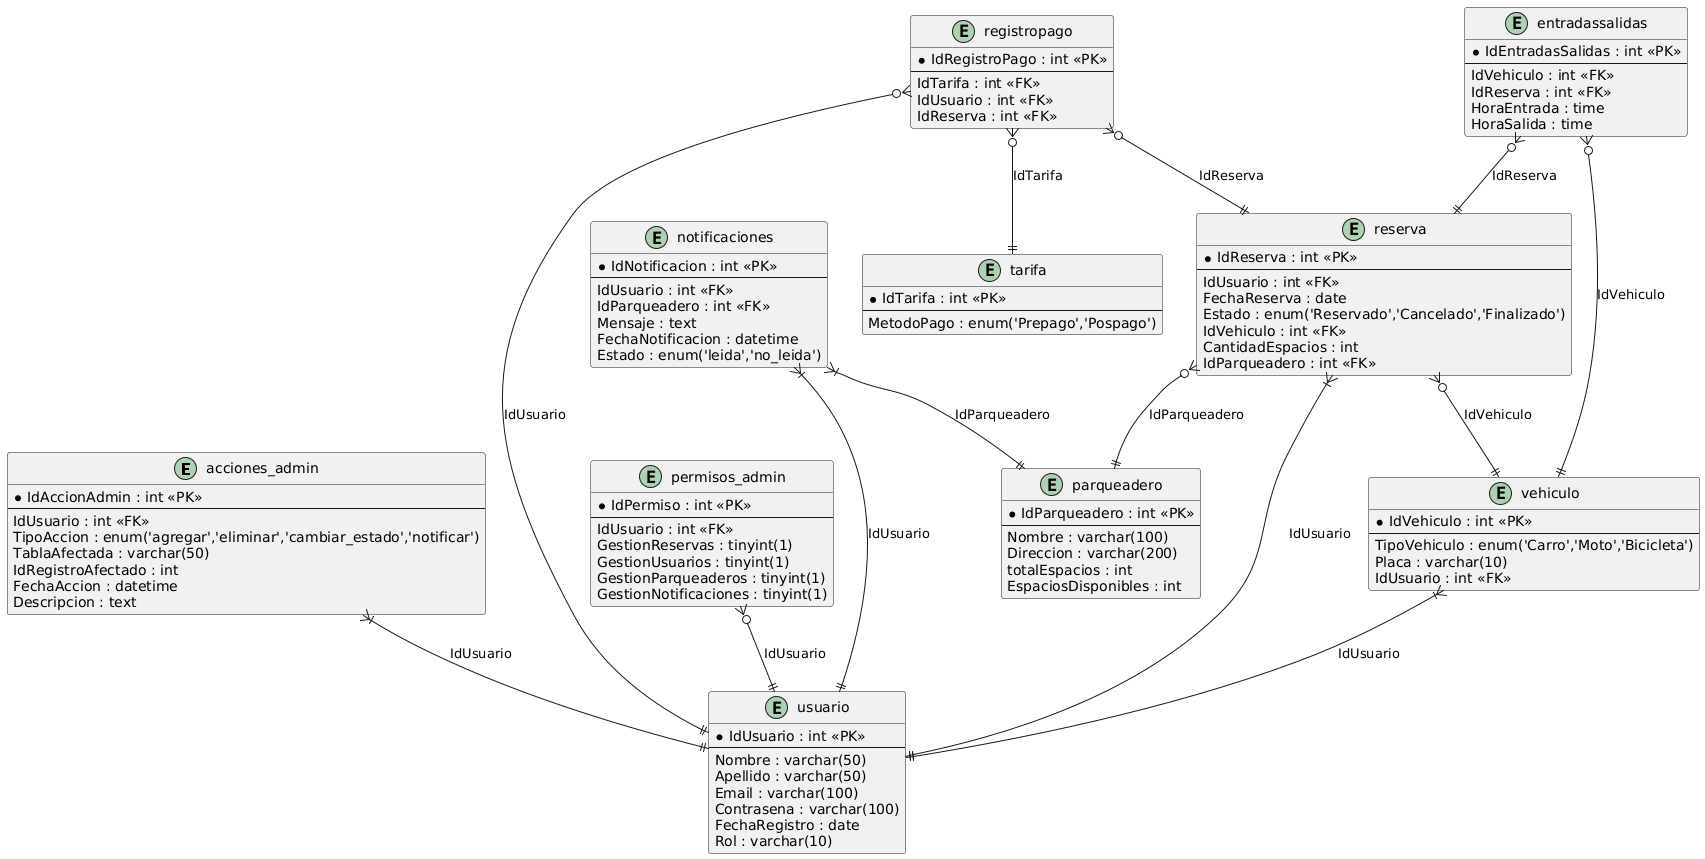 E registropago
* IdRegistroPago : int «PK»
IdTarifa : int «FK»
IdUsuario : int «FK»
IdReserva : int «FK»
E entradassalidas
* IdEntradasSalidas : int «PK»
IdVehiculo : int «FK»
IdReserva : int «FK»
HoraEntrada : time
HoraSalida : time
IdTarifa
IdReserva
IdReserva
E notificaciones
* IdNotificacion : int «PK»
IdUsuario : int «FK»
IdParqueadero : int «FK»
Mensaje : text
FechaNotificacion : datetime
Estado : enum('leida','no_leida')
E tarifa
* IdTarifa : int «PK»
MetodoPago : enum('Prepago','Pospago')
E reserva
* IdReserva : int «PK»
IdUsuario : int «FK»
FechaReserva : date
Estado : enum('Reservado','Cancelado','Finalizado')
IdVehiculo : int «FK»
CantidadEspacios : int
IdParqueadero : int «FK»
IdVehiculo
IdUsuario
IdParqueadero
IdParqueadero
IdVehiculo
E acciones_admin
* IdAccionAdmin : int «PK»
IdUsuario : int «FK»
TipoAccion : enum('agregar','eliminar','cambiar_estado','notificar')
TablaAfectada : varchar(50)
IdRegistroAfectado : int
FechaAccion : datetime
Descripcion : text
E permisos_admin
* IdPermiso : int «PK»
IdUsuario : int «FK»
GestionReservas : tinyint(1)
GestionUsuarios : tinyint(1)
GestionParqueaderos : tinyint(1)
GestionNotificaciones : tinyint(1)
IdUsuario
E parqueadero
* IdParqueadero : int «PK»
Nombre : varchar(100)
Direccion : varchar(200)
totalEspacios : int
EspaciosDisponibles : int
IdUsuario
E vehiculo
* IdVehiculo : int «PK»
TipoVehiculo : enum('Carro','Moto','Bicicleta')
Placa : varchar(10)
IdUsuario : int «FK»
IdUsuario
IdUsuario
IdUsuario
E usuario
* IdUsuario : int «PK»
Nombre : varchar(50)
Apellido : varchar(50)
Email : varchar(100)
Contrasena : varchar(100)
FechaRegistro : date
Rol : varchar(10)